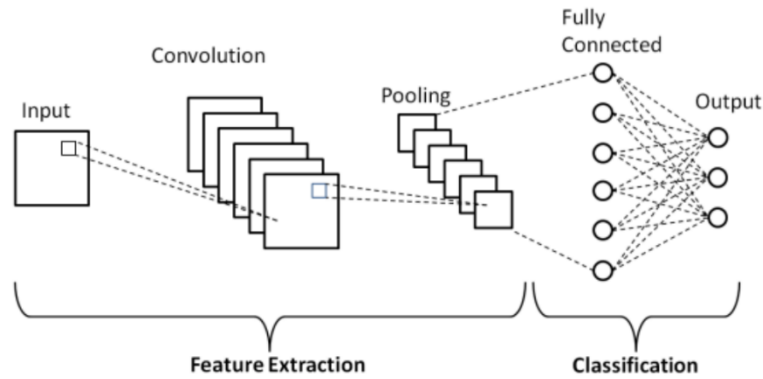 Fully
Connected
Convolution
Pooling
Input
Output
Feature Extraction
Classification